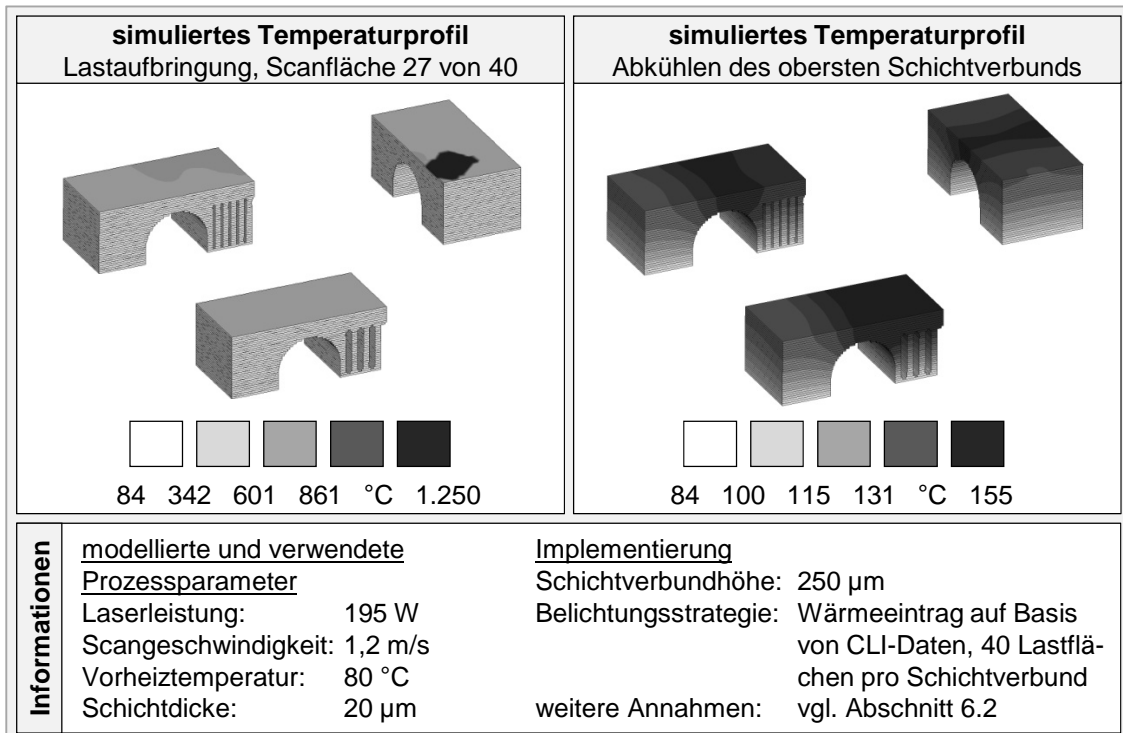 simuliertes Temperaturprofil
Lastaufbringung, Scanfläche 27 von 40
simuliertes Temperaturprofil
Abkühlen des obersten Schichtverbunds
84 342 601 861 °C 1.250
84 100 115 131 °C 155
Informationen
modellierte und verwendete
Prozessparameter
Laserleistung: 195 W
Scangeschwindigkeit: 1,2 m/s
Vorheiztemperatur: 80 °C
Schichtdicke: 20 µm
Implementierung
Schichtverbundhöhe: 250 µm
Belichtungsstrategie: Wärmeeintrag auf Basis
von CLI-Daten, 40 Lastflä-
chen pro Schichtverbund
weitere Annahmen: vgl. Abschnitt 6.2